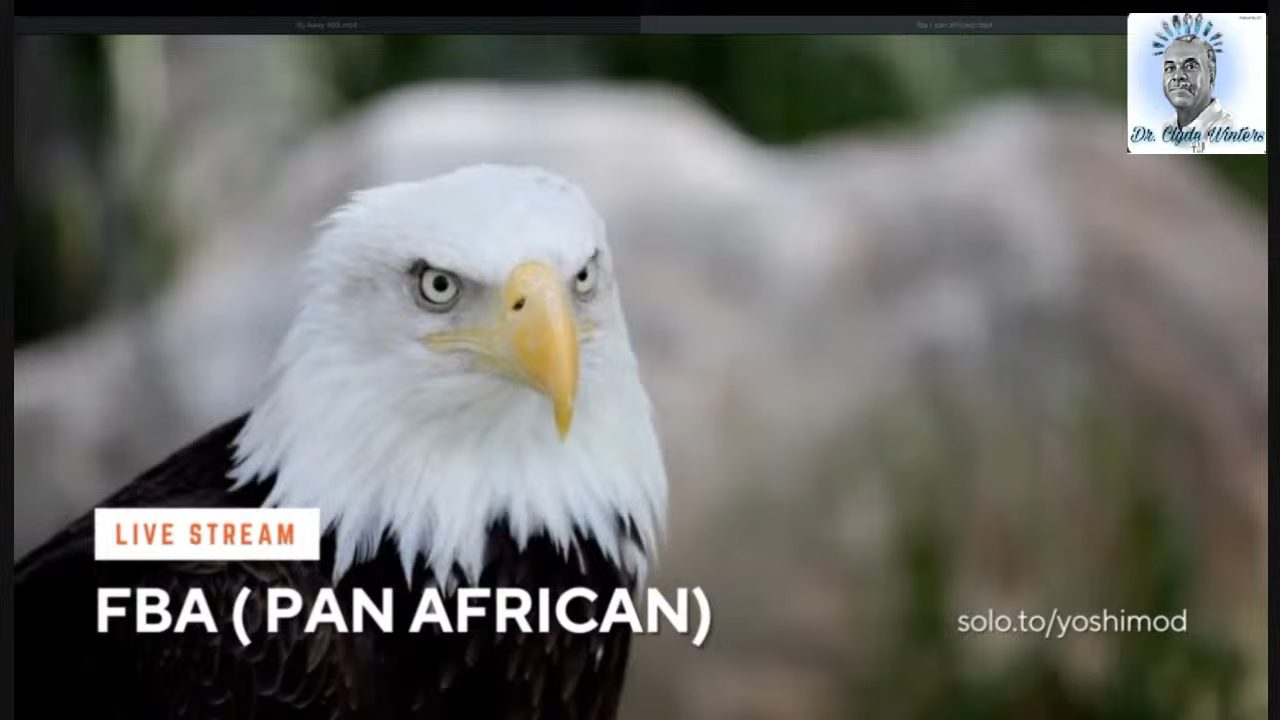 Dr. Clyde Winters
LIVE STREAM
FBA ( PAN AFRICAN)
solo.to/yoshimod